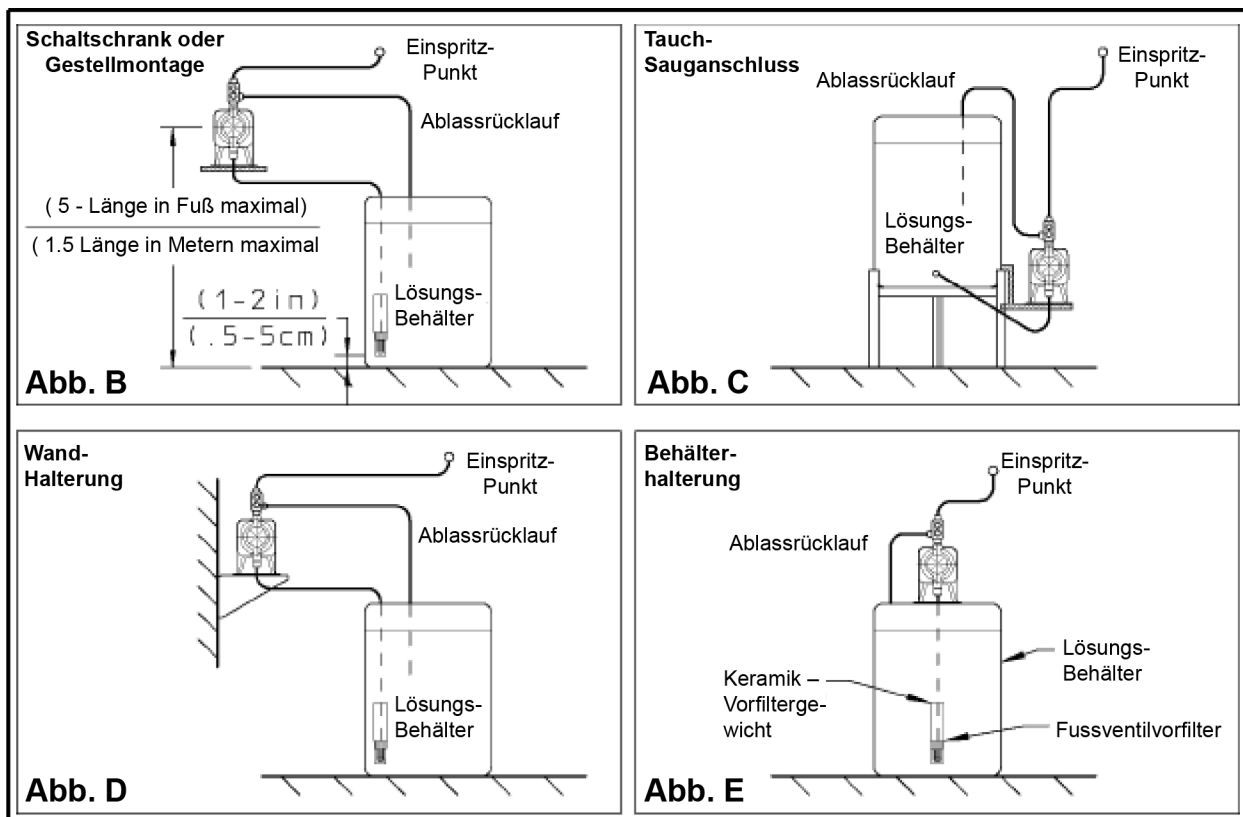 Schaltschrank oder
Gestellmontage
Einspritz-
Punkt
Ablassrücklauf
( 5 - Länge in Fuß maximal)
( 1.5 Länge in Metern maximal
(1-2in)
(.5-5cm)
Lösungs-
Behälter
Abb. B
Tauch-
Sauganschluss
Ablassrücklauf
Einspritz-
Punkt
Lösungs-
Behälter
Abb. C
Wand-
Halterung
Einspritz-
Punkt
Ablassrücklauf
Lösungs-
Behälter
Abb. D
Behälter-
halterung
Einspritz-
Punkt
Ablassrücklauf
Lösungs-
Behälter
Keramik –
Vorfilterge-
wicht
Fussventilvorfilter
Abb. E